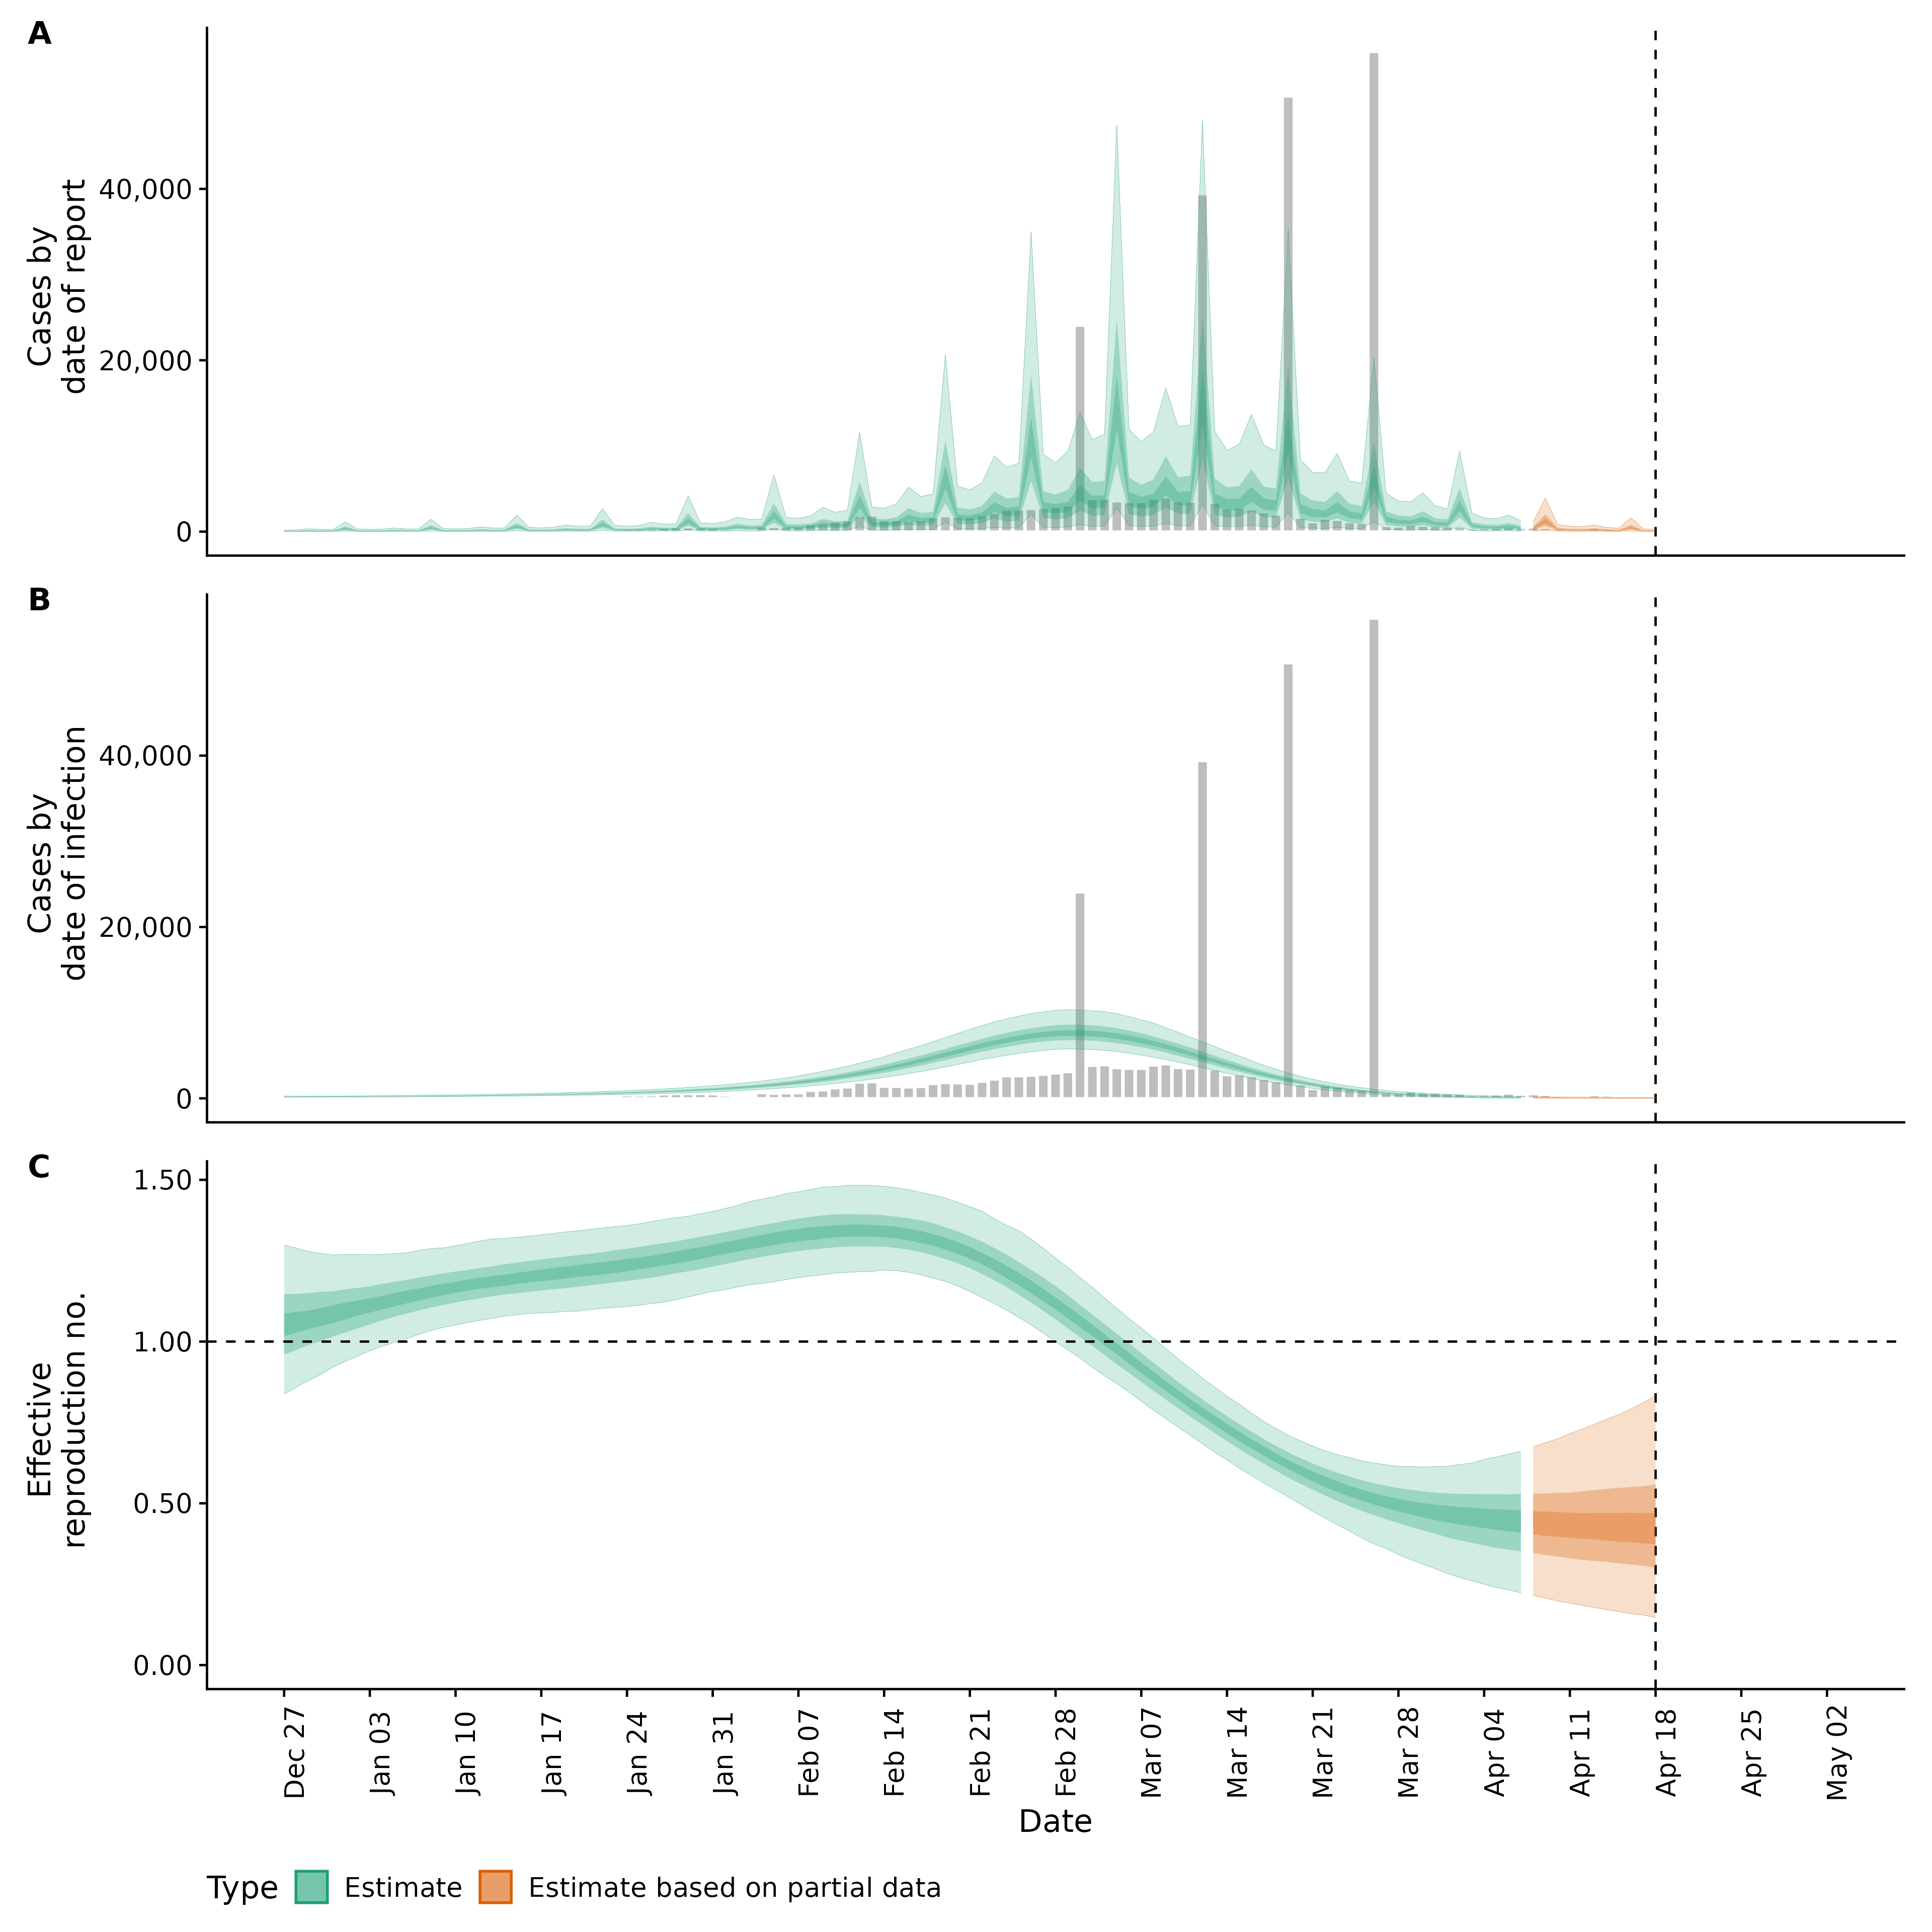 A
Cases by
date of report
40,000
20,000
0
B
Cases by
date of infection
40,000
20,000
0
C
Effective
reproduction no.
1.50
1.00
0.50
0.00
Dec 27
Jan 03
Jan 10
Jan 17
Jan 24
Jan 31
Feb 07
Feb 14
Feb 21
Feb 28
Mar 07
Mar 14
Mar 21
Mar 28
Apr 04
Apr 11
Apr 18
Apr 25
May 02
Date
Type Estimate Estimate based on partial data